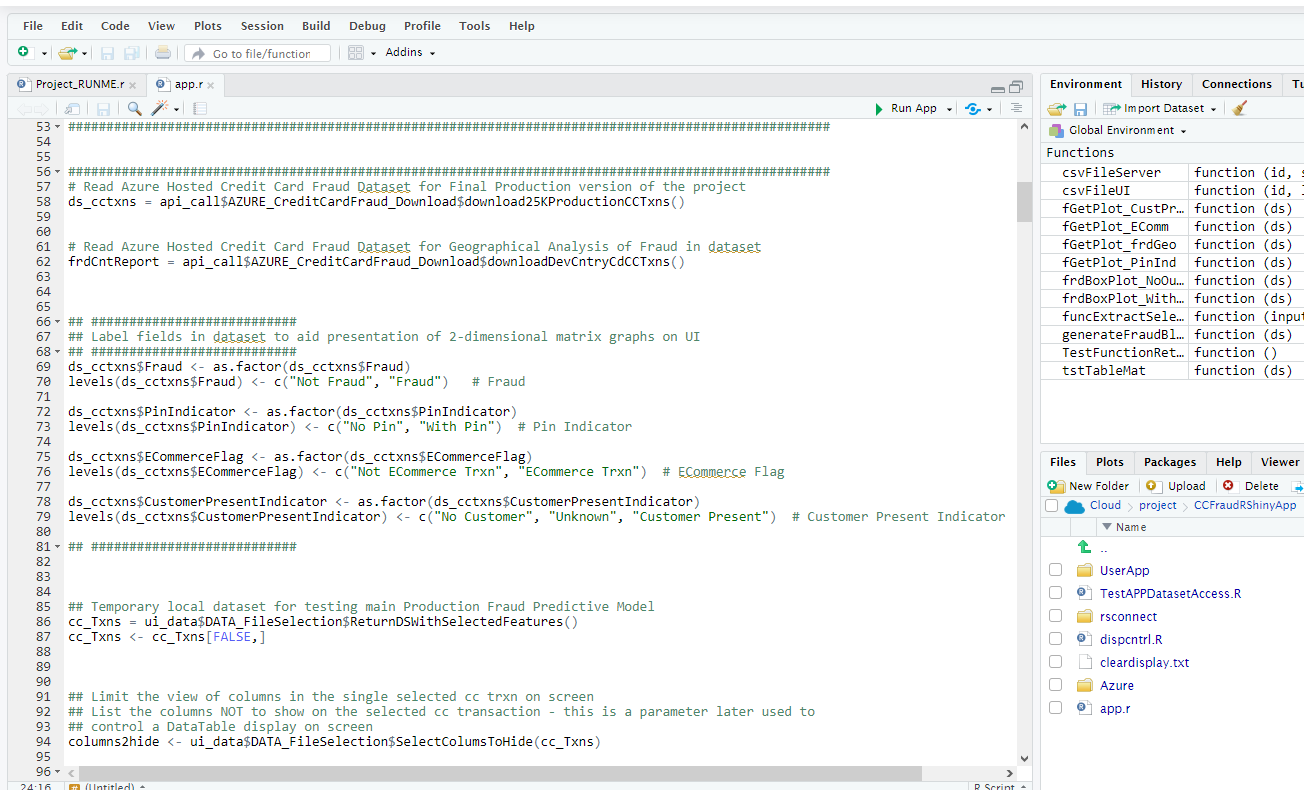 File Edit Code View Plots Session Build Debug Profile Tools Help
Go to file/function Addins
Project_RUNME.r app.r
Run App
53 ####################################################################################################
54
55
56 ####################################################################################################
57 # Read Azure Hosted Credit Card Fraud Dataset for Final Production version of the project
58 ds_cctxns = api_call$AZURE_CreditCardFraud_Download$download25KProductionCCTxns()
59
60
61 # Read Azure Hosted Credit Card Fraud Dataset for Geographical Analysis of Fraud in dataset
62 frdCntReport = api_call$AZURE_CreditCardFraud_Download$downloadDevCntryCdCCTxns()
63
64
65
66 ## ###########################
67 ## Label fields in dataset to aid presentation of 2-dimensional matrix graphs on UI
68 ## ###########################
69 ds_cctxns$Fraud <- as.factor(ds_cctxns$Fraud)
70 levels(ds_cctxns$Fraud) <- c("Not Fraud", "Fraud")   # Fraud
71
72 ds_cctxns$PinIndicator <- as.factor(ds_cctxns$PinIndicator)
73 levels(ds_cctxns$PinIndicator) <- c("No Pin", "With Pin")  # Pin Indicator
74
75 ds_cctxns$ECommerceFlag <- as.factor(ds_cctxns$ECommerceFlag)
76 levels(ds_cctxns$ECommerceFlag) <- c("Not ECommerce Trxn", "ECommerce Trxn")  # ECommerce Flag
77
78 ds_cctxns$CustomerPresentIndicator <- as.factor(ds_cctxns$CustomerPresentIndicator)
79 levels(ds_cctxns$CustomerPresentIndicator) <- c("No Customer", "Unknown", "Customer Present")  # Customer Present Indicator
80
81 ## ###########################
82
83
84
85 ## Temporary local dataset for testing main Production Fraud Predictive Model
86 cc_Txns = ui_data$DATA_FileSelection$ReturnDSWithSelectedFeatures()
87 cc_Txns <- cc_Txns[FALSE,]
88
89
90
91 ## Limit the view of columns in the single selected cc trxn on screen
92 ## List the columns NOT to show on the selected cc transaction - this is a parameter later used to
93 ## control a DataTable display on screen
94 columns2hide <- ui_data$DATA_FileSelection$SelectColumsToHide(cc_Txns)
95
96
24:16 (Untitled) R Script
Environment History Connections Tu
Import Dataset
Global Environment
Functions
csvFileServer function (id, s
csvFileUI function (id, l
fGetPlot_CustPr… function (ds)
fGetPlot_EComm function (ds)
fGetPlot_frdGeo function (ds)
fGetPlot_PinInd function (ds)
frdBoxPlot_NoOu… function (ds)
frdBoxPlot_With… function (ds)
funcExtractSele… function (input
generateFraudBl… function (ds)
TestFunctionRet… function ()
tstTableMat function (ds)
Files Plots Packages Help Viewer
New Folder Upload Delete
Cloud project CCFraudRShinyApp
Name
..
UserApp
TestAPPDatasetAccess.R
rsconnect
dispcntrl.R
cleardisplay.txt
Azure
app.r